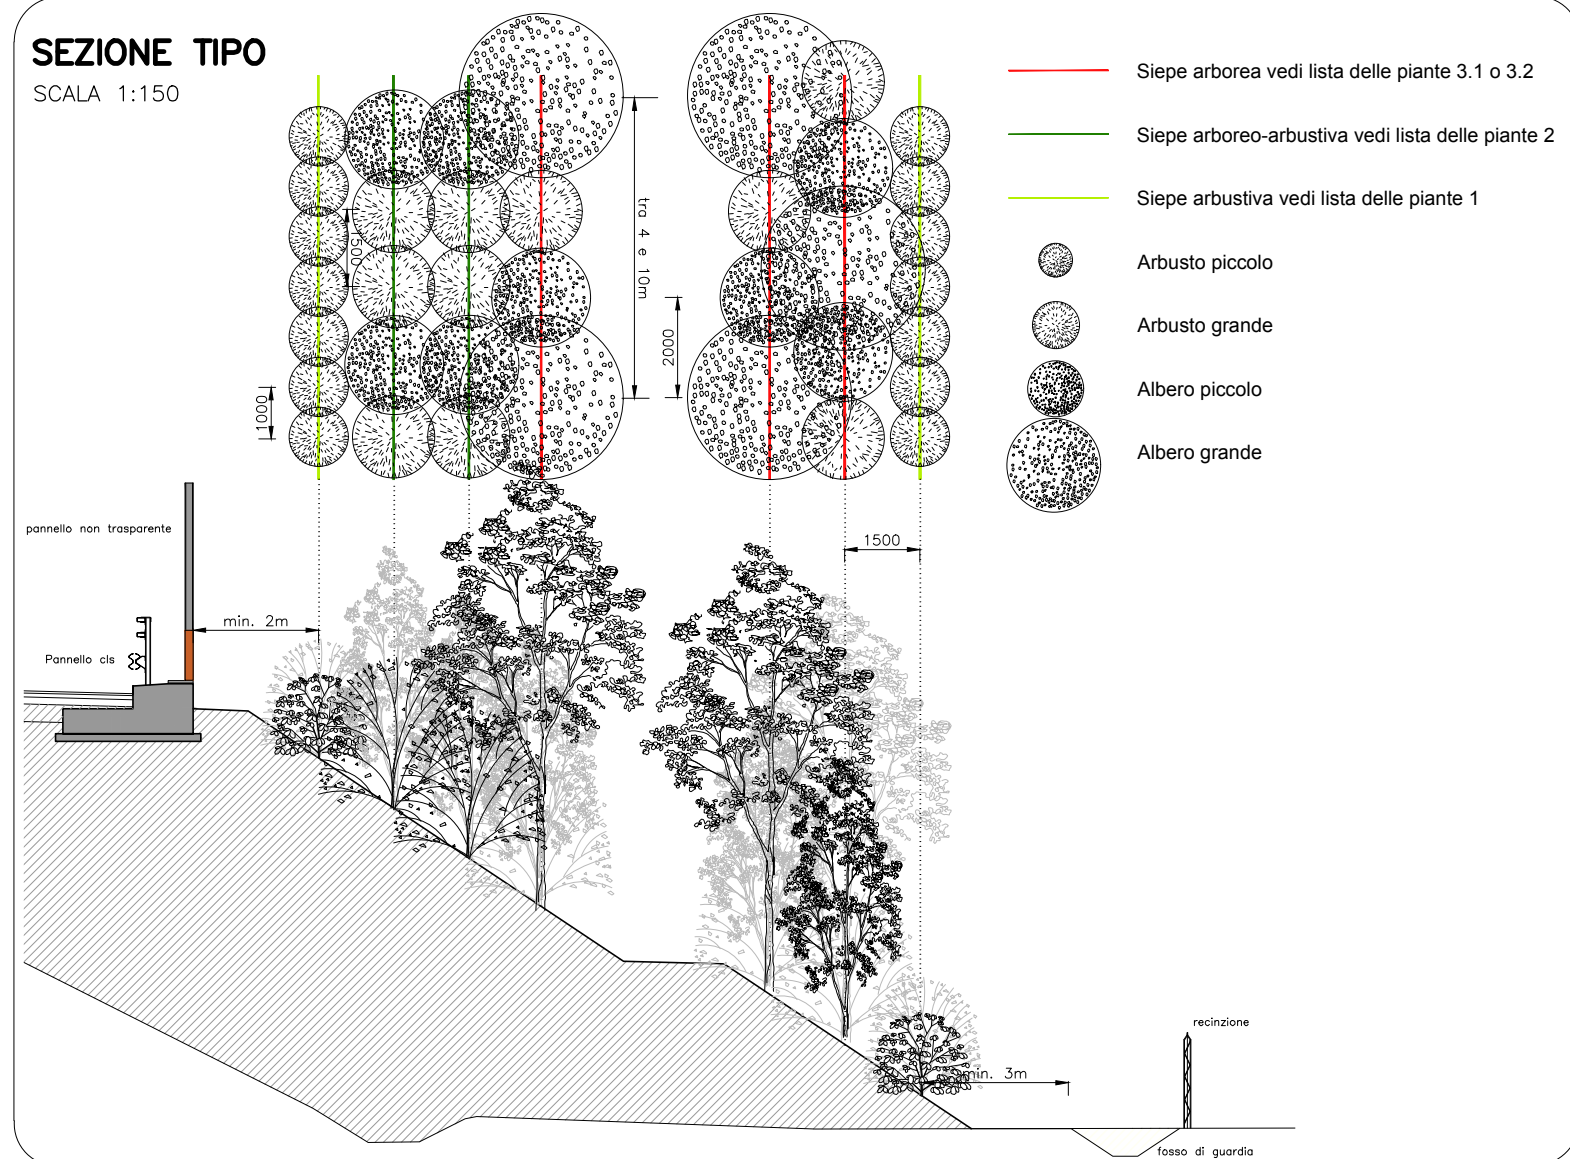 SEZIONE TIPO
SCALA 1:150
Siepe arborea vedi lista delle piante 3.1 o 3.2
Siepe arboreo-arbustiva vedi lista delle piante 2
Siepe arbustiva vedi lista delle piante 1
Arbusto piccolo
Arbusto grande
Albero piccolo
Albero grande
1500
1000
tra 4 e 10m
2000
1500
pannello non trasparente
min. 2m
Pannello cls
recinzione
min. 3m
fosso di guardia